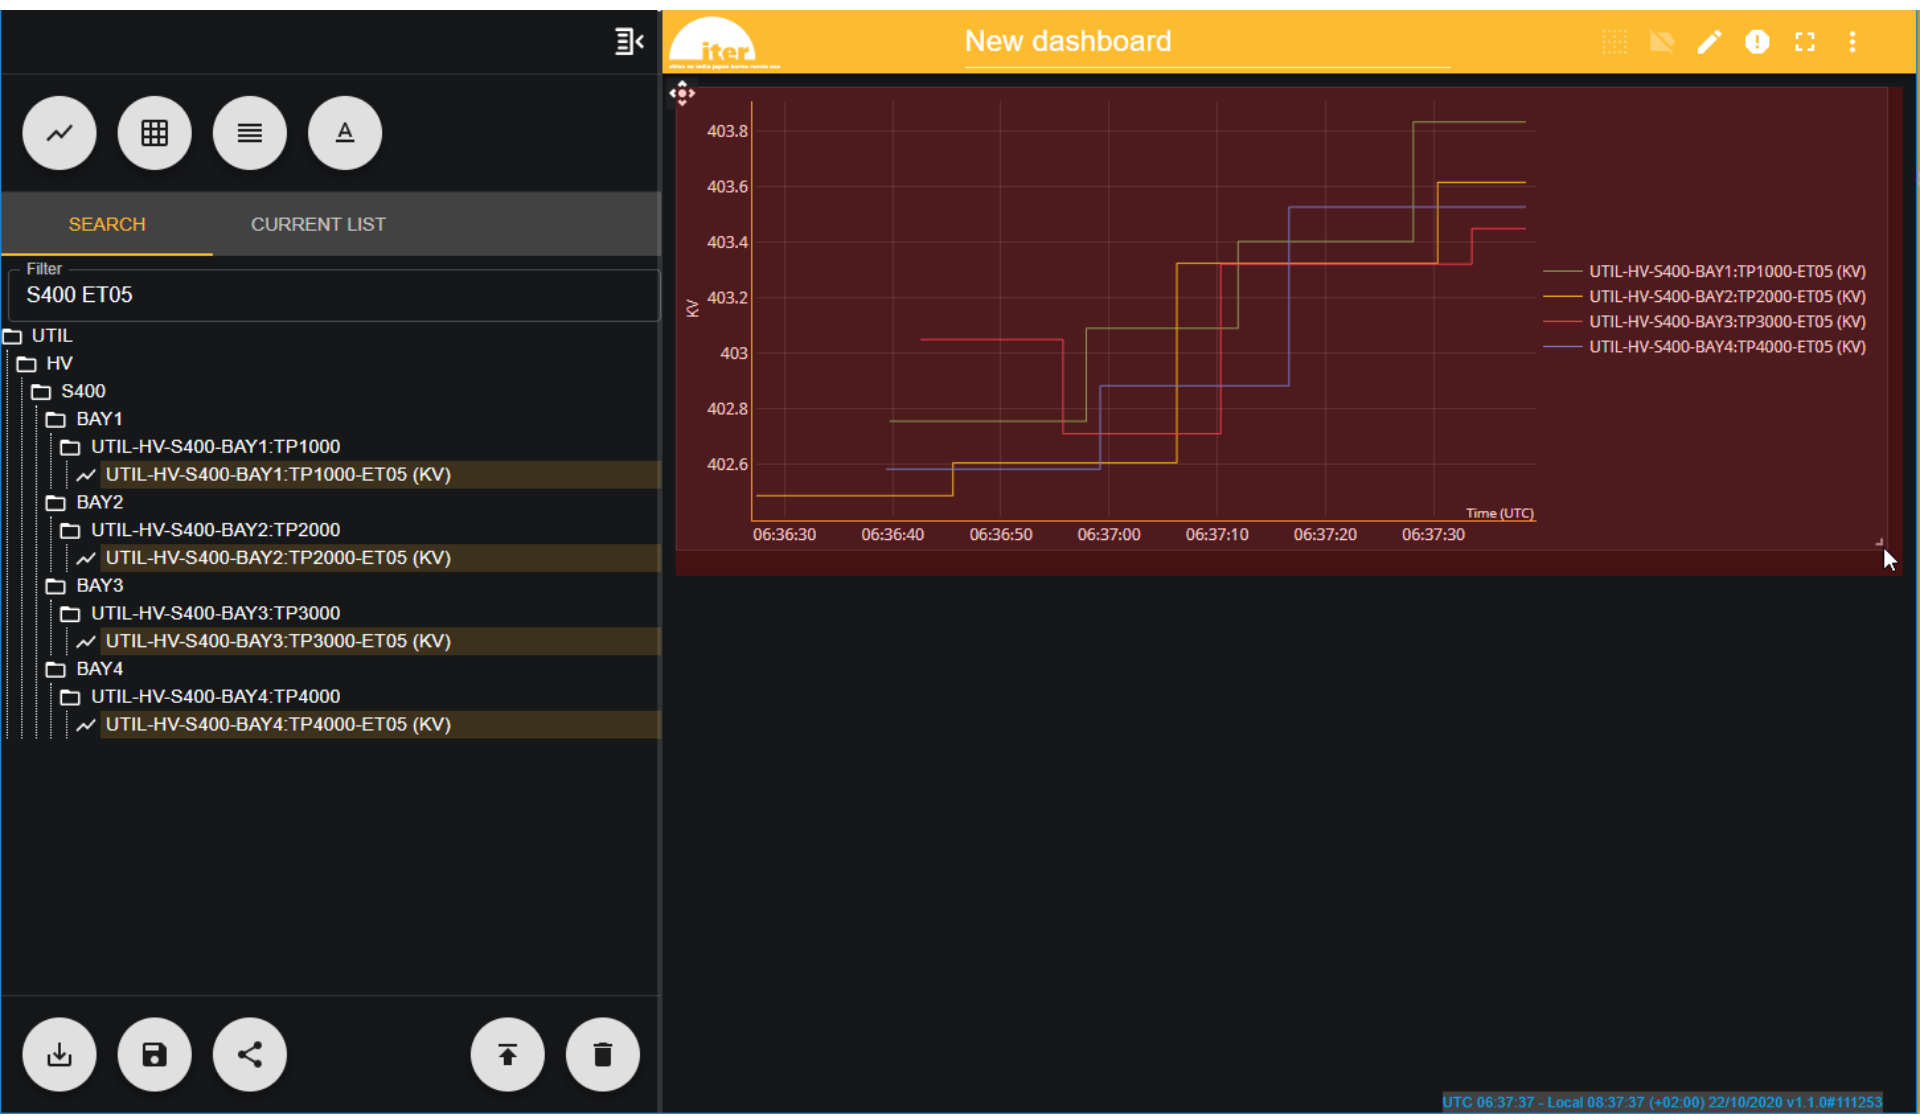 iter
New dashboard
SEARCH
CURRENT LIST
Filter
S400 ET05
UTIL
HV
S400
BAY1
UTIL-HV-S400-BAY1:TP1000
UTIL-HV-S400-BAY1:TP1000-ET05 (KV)
BAY2
UTIL-HV-S400-BAY2:TP2000
UTIL-HV-S400-BAY2:TP2000-ET05 (KV)
BAY3
UTIL-HV-S400-BAY3:TP3000
UTIL-HV-S400-BAY3:TP3000-ET05 (KV)
BAY4
UTIL-HV-S400-BAY4:TP4000
UTIL-HV-S400-BAY4:TP4000-ET05 (KV)
403.8
403.6
403.4
403.2
403
402.8
402.6
KV
06:36:30 06:36:40 06:36:50 06:37:00 06:37:10 06:37:20 06:37:30
Time (UTC)
UTIL-HV-S400-BAY1:TP1000-ET05 (KV)
UTIL-HV-S400-BAY2:TP2000-ET05 (KV)
UTIL-HV-S400-BAY3:TP3000-ET05 (KV)
UTIL-HV-S400-BAY4:TP4000-ET05 (KV)
UTC 06:37:37 - Local 08:37:37 (+02:00) 22/10/2020 v1.1.0#111253